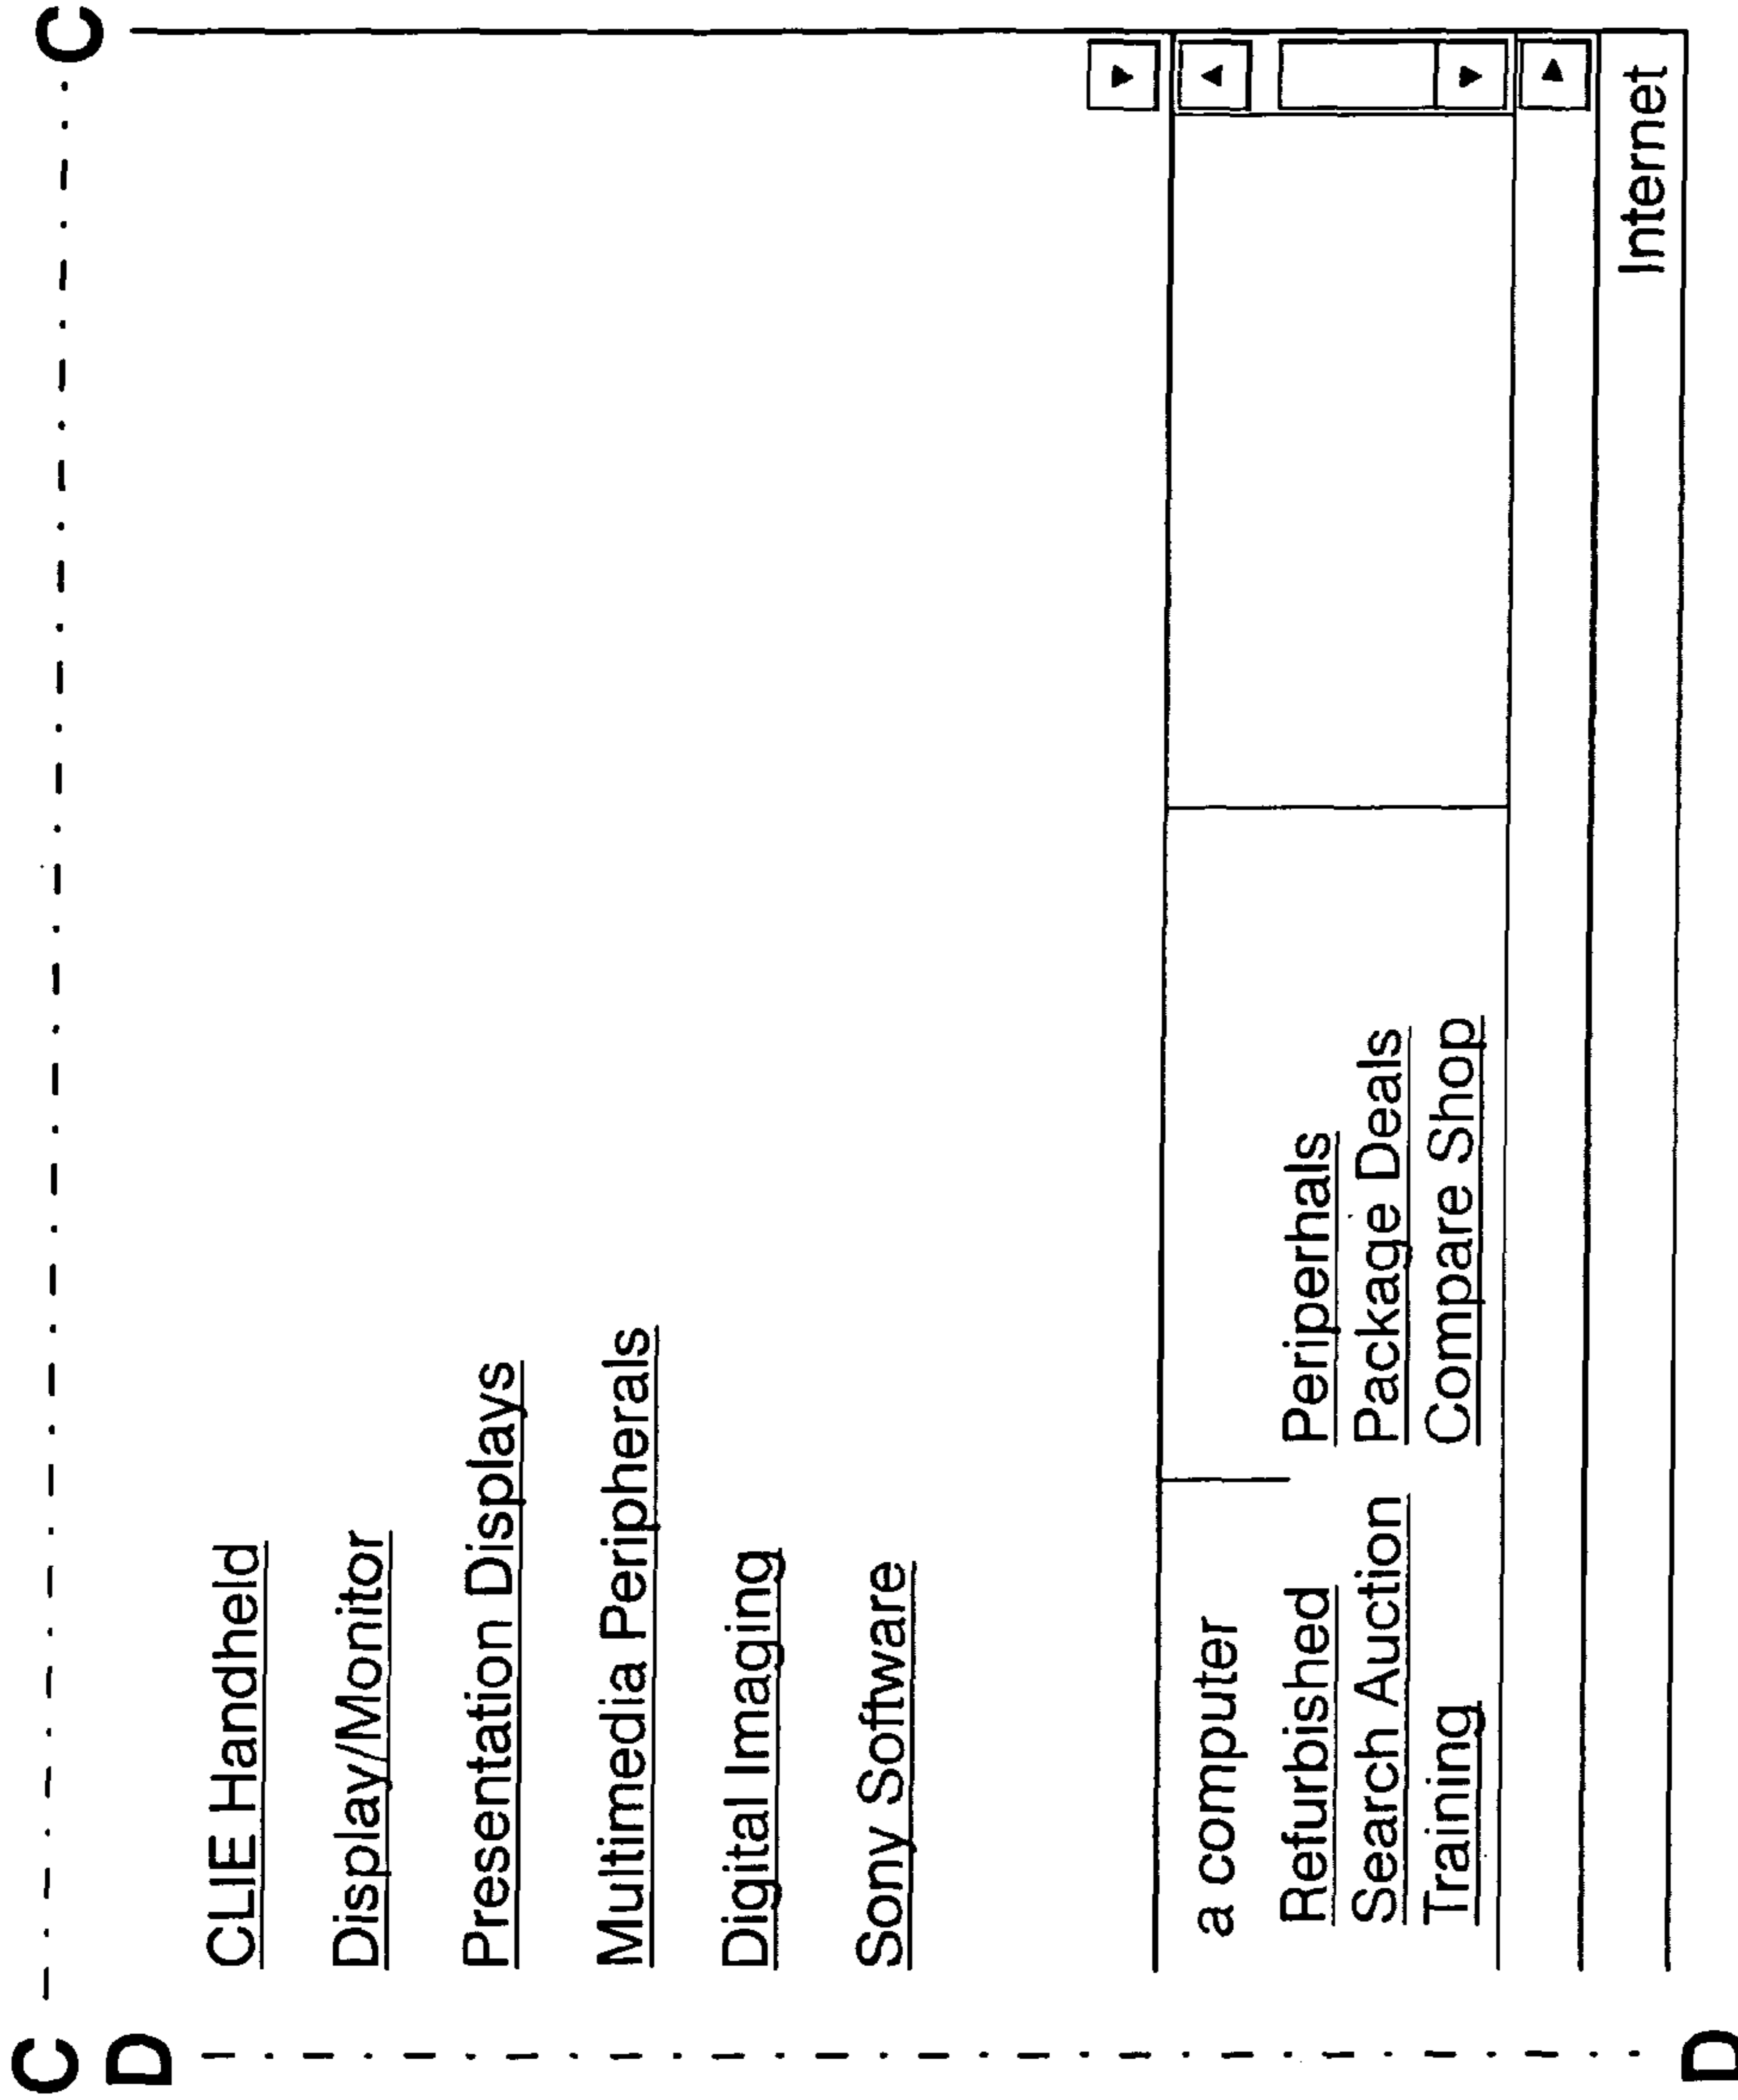 C C
D
CLIE Handheld
Display/Monitor
Presentation Displays
Multimedia Peripherals
Digital Imaging
Sony Software
a computer
Refurbished Periperhals
Search Auction Package Deals
Training Compare Shop
Internet
D